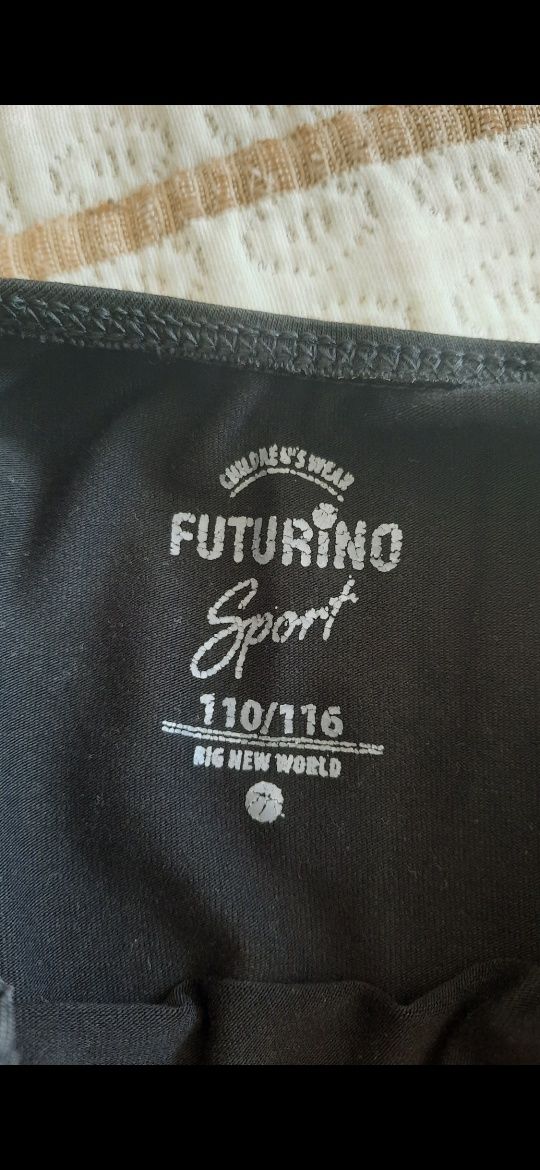 CHILDREN'S WEAR
FUTURINO
Sport
110/116
BIG NEW WORLD